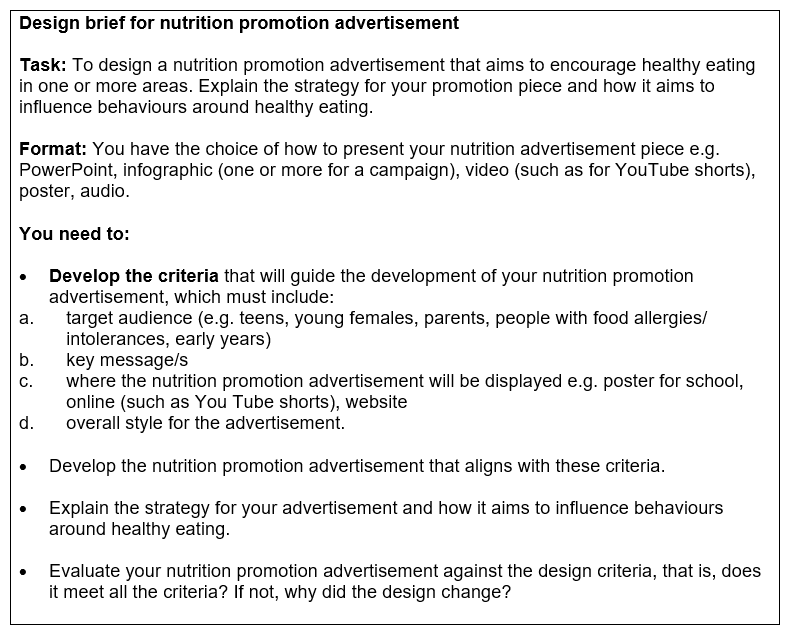 Design brief for nutrition promotion advertisement
Task: To design a nutrition promotion advertisement that aims to encourage healthy eating
in one or more areas. Explain the strategy for your promotion piece and how it aims to
influence behaviours around healthy eating.
Format: You have the choice of how to present your nutrition advertisement piece e.g.
PowerPoint, infographic (one or more for a campaign), video (such as for YouTube shorts),
poster, audio.
You need to:
• Develop the criteria that will guide the development of your nutrition promotion
advertisement, which must include:
a. target audience (e.g. teens, young females, parents, people with food allergies/
intolerances, early years)
b. key message/s
c. where the nutrition promotion advertisement will be displayed e.g. poster for school,
online (such as You Tube shorts), website
d. overall style for the advertisement.
• Develop the nutrition promotion advertisement that aligns with these criteria.
• Explain the strategy for your advertisement and how it aims to influence behaviours
around healthy eating.
• Evaluate your nutrition promotion advertisement against the design criteria, that is, does
it meet all the criteria? If not, why did the design change?